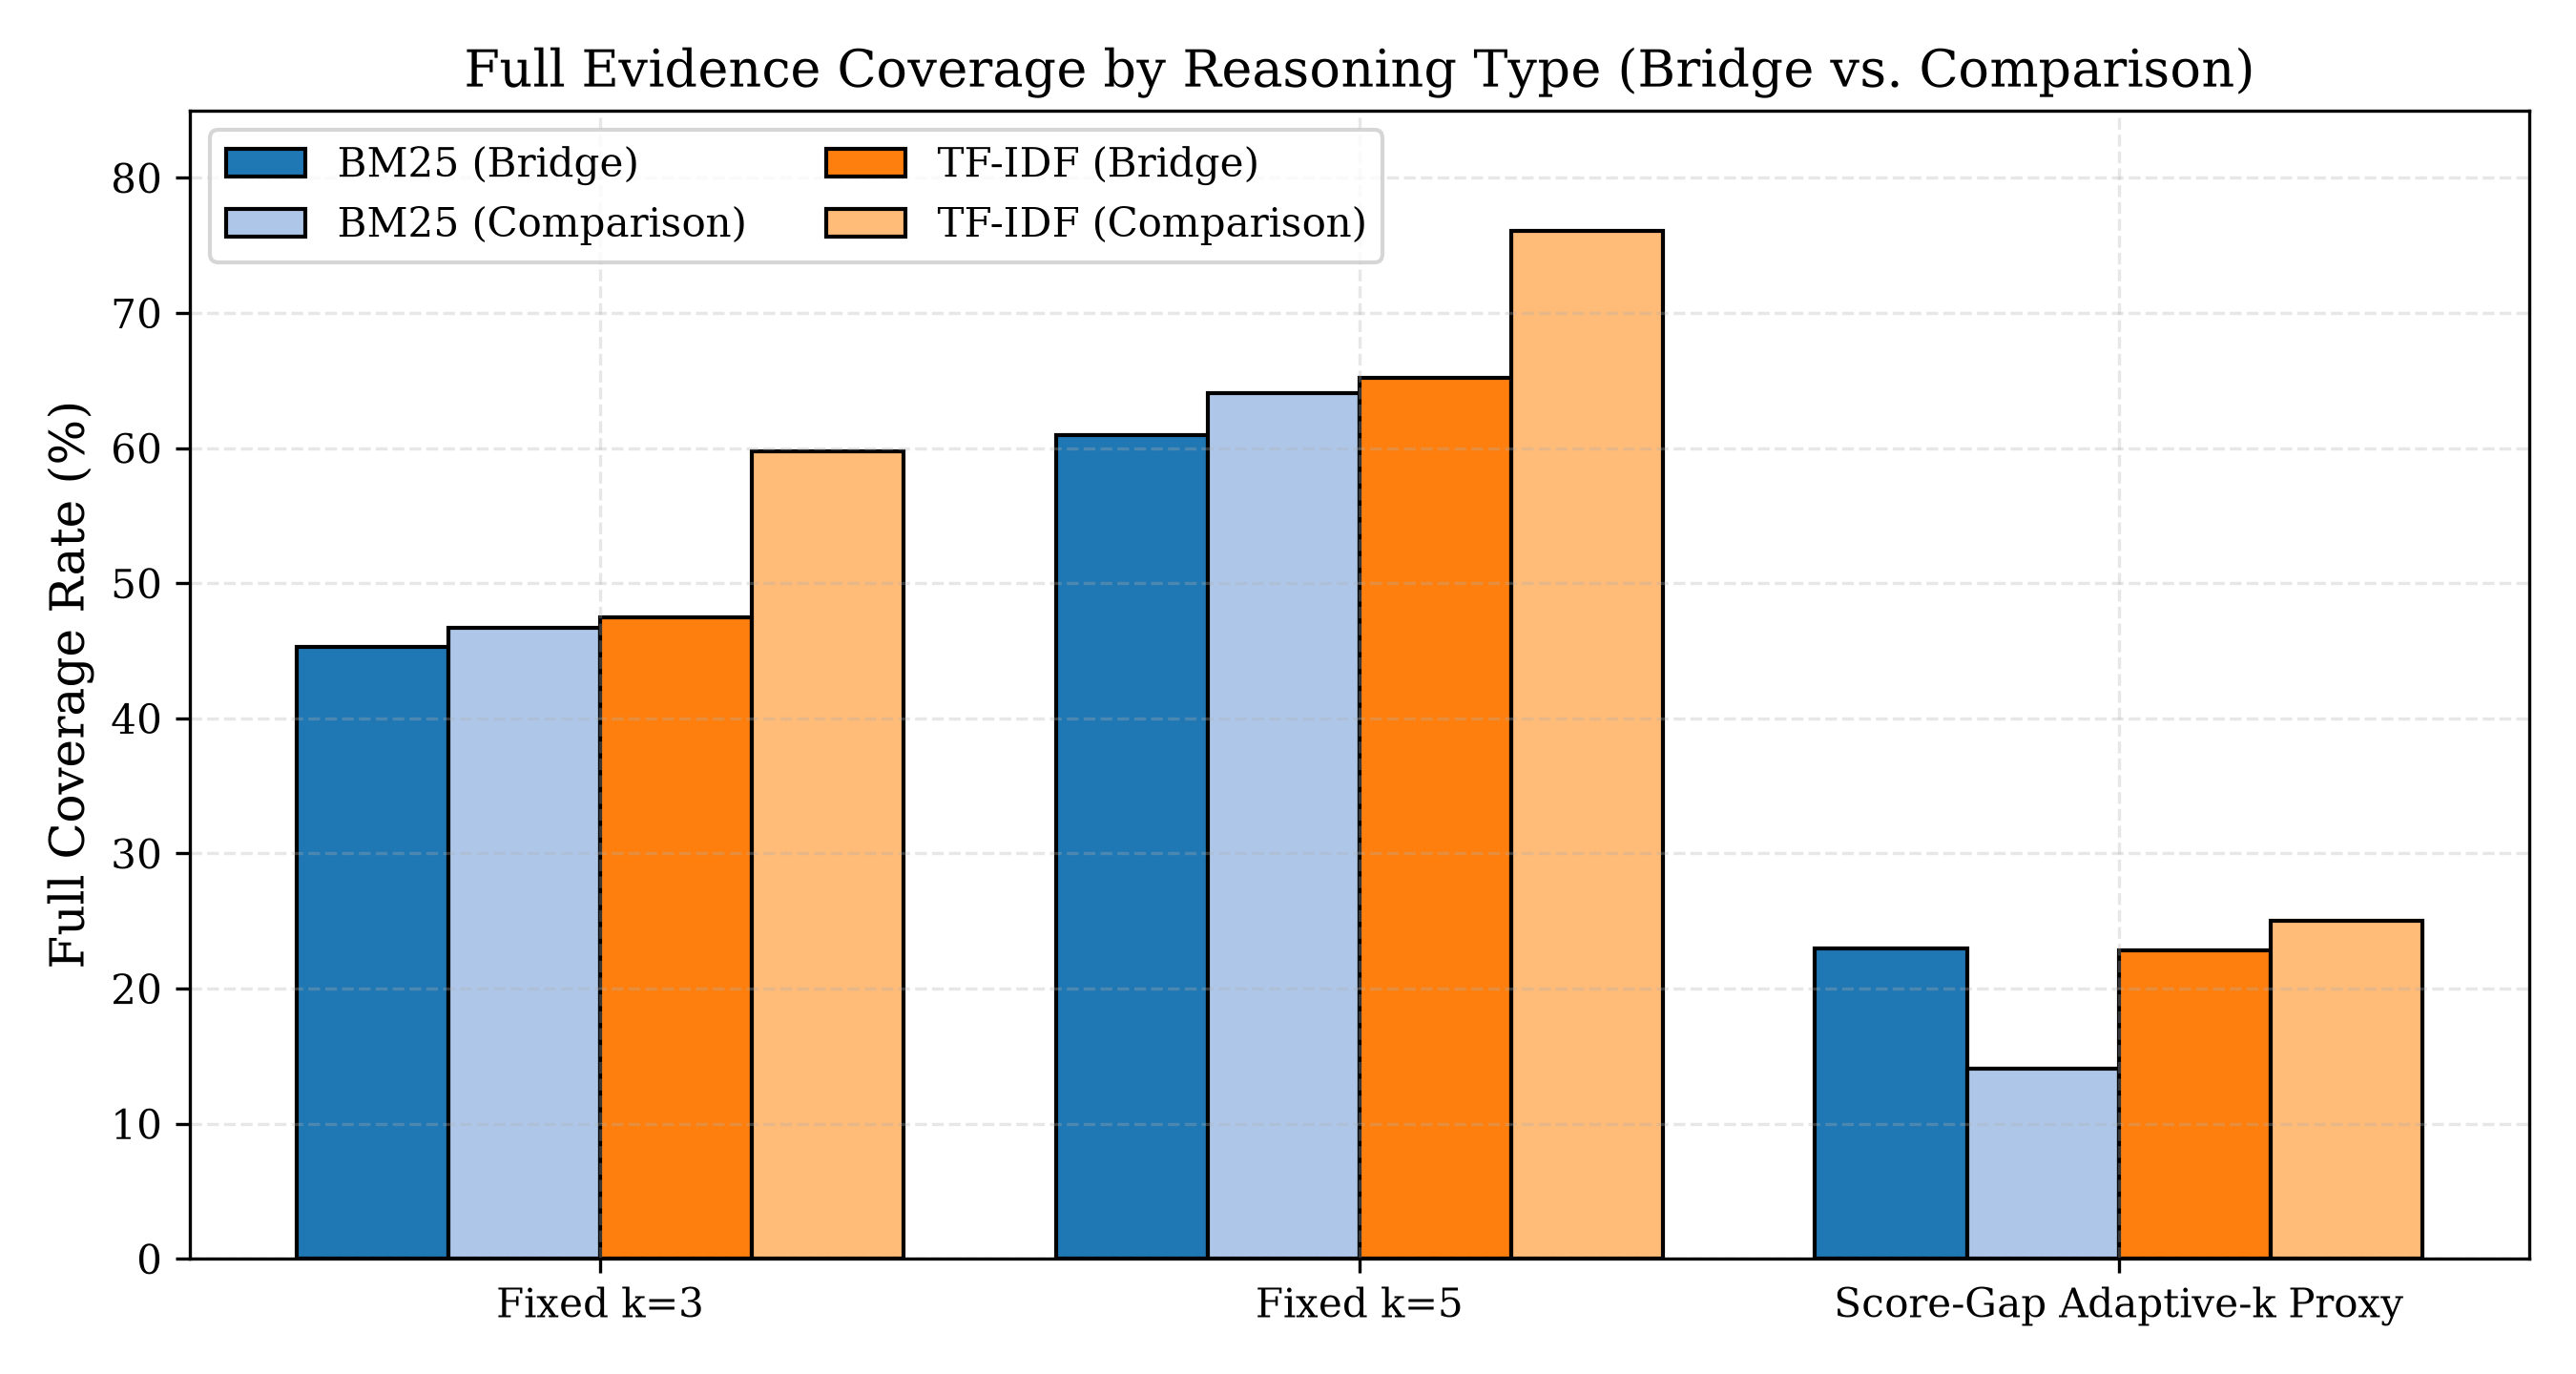 Full Evidence Coverage by Reasoning Type (Bridge vs. Comparison)
BM25 (Bridge)
BM25 (Comparison)
TF-IDF (Bridge)
TF-IDF (Comparison)
Full Coverage Rate (%)
80
70
60
50
40
30
20
10
0
Fixed k=3
Fixed k=5
Score-Gap Adaptive-k Proxy